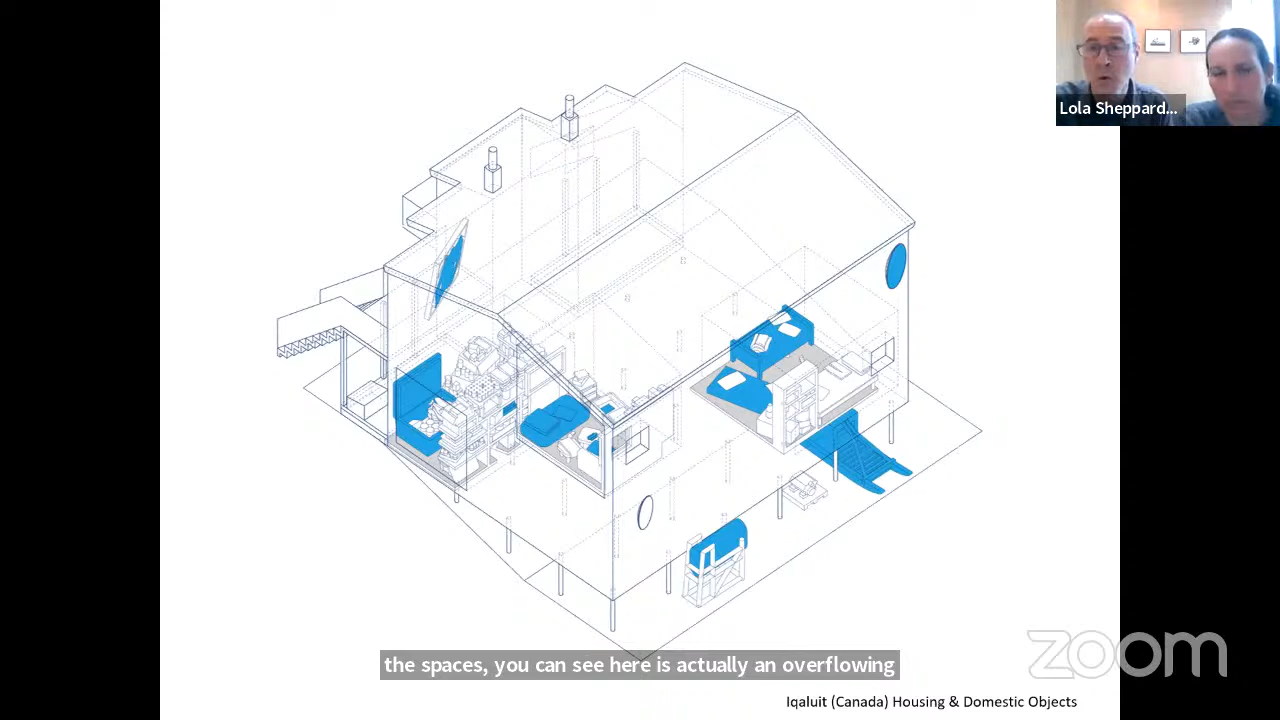 Lola Sheppard...
the spaces, you can see here is actually an overflowing
zoom
Iqaluit (Canada) Housing & Domestic Objects